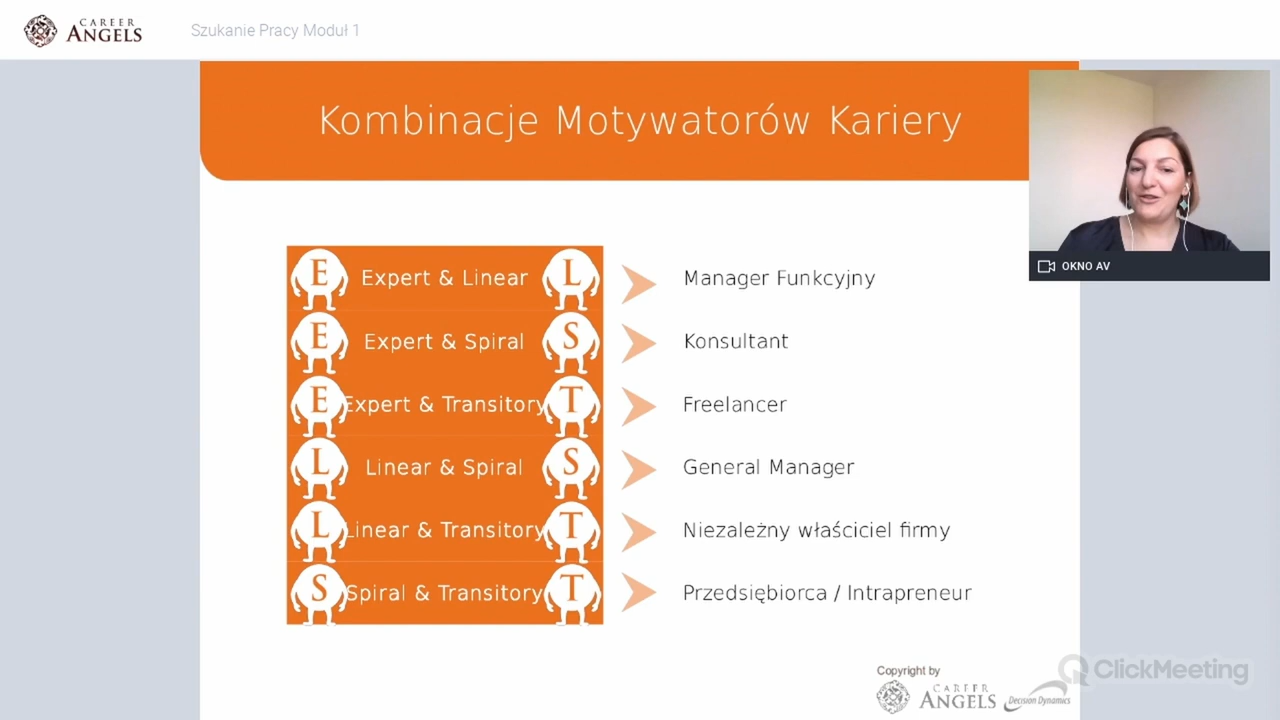 CAREER
ANGELS
Szukanie Pracy Moduł 1
Kombinacje Motywatorów Kariery
OKNO AV
E Expert & Linear L Manager Funkcyjny
E Expert & Spiral S Konsultant
E Expert & Transitory T Freelancer
L Linear & Spiral S General Manager
L Linear & Transitory T Niezależny właściciel firmy
S Spiral & Transitory T Przedsiębiorca / Intrapreneur
Copyright by
CAREER
ANGELS
Decision Dynamics
ClickMeeting